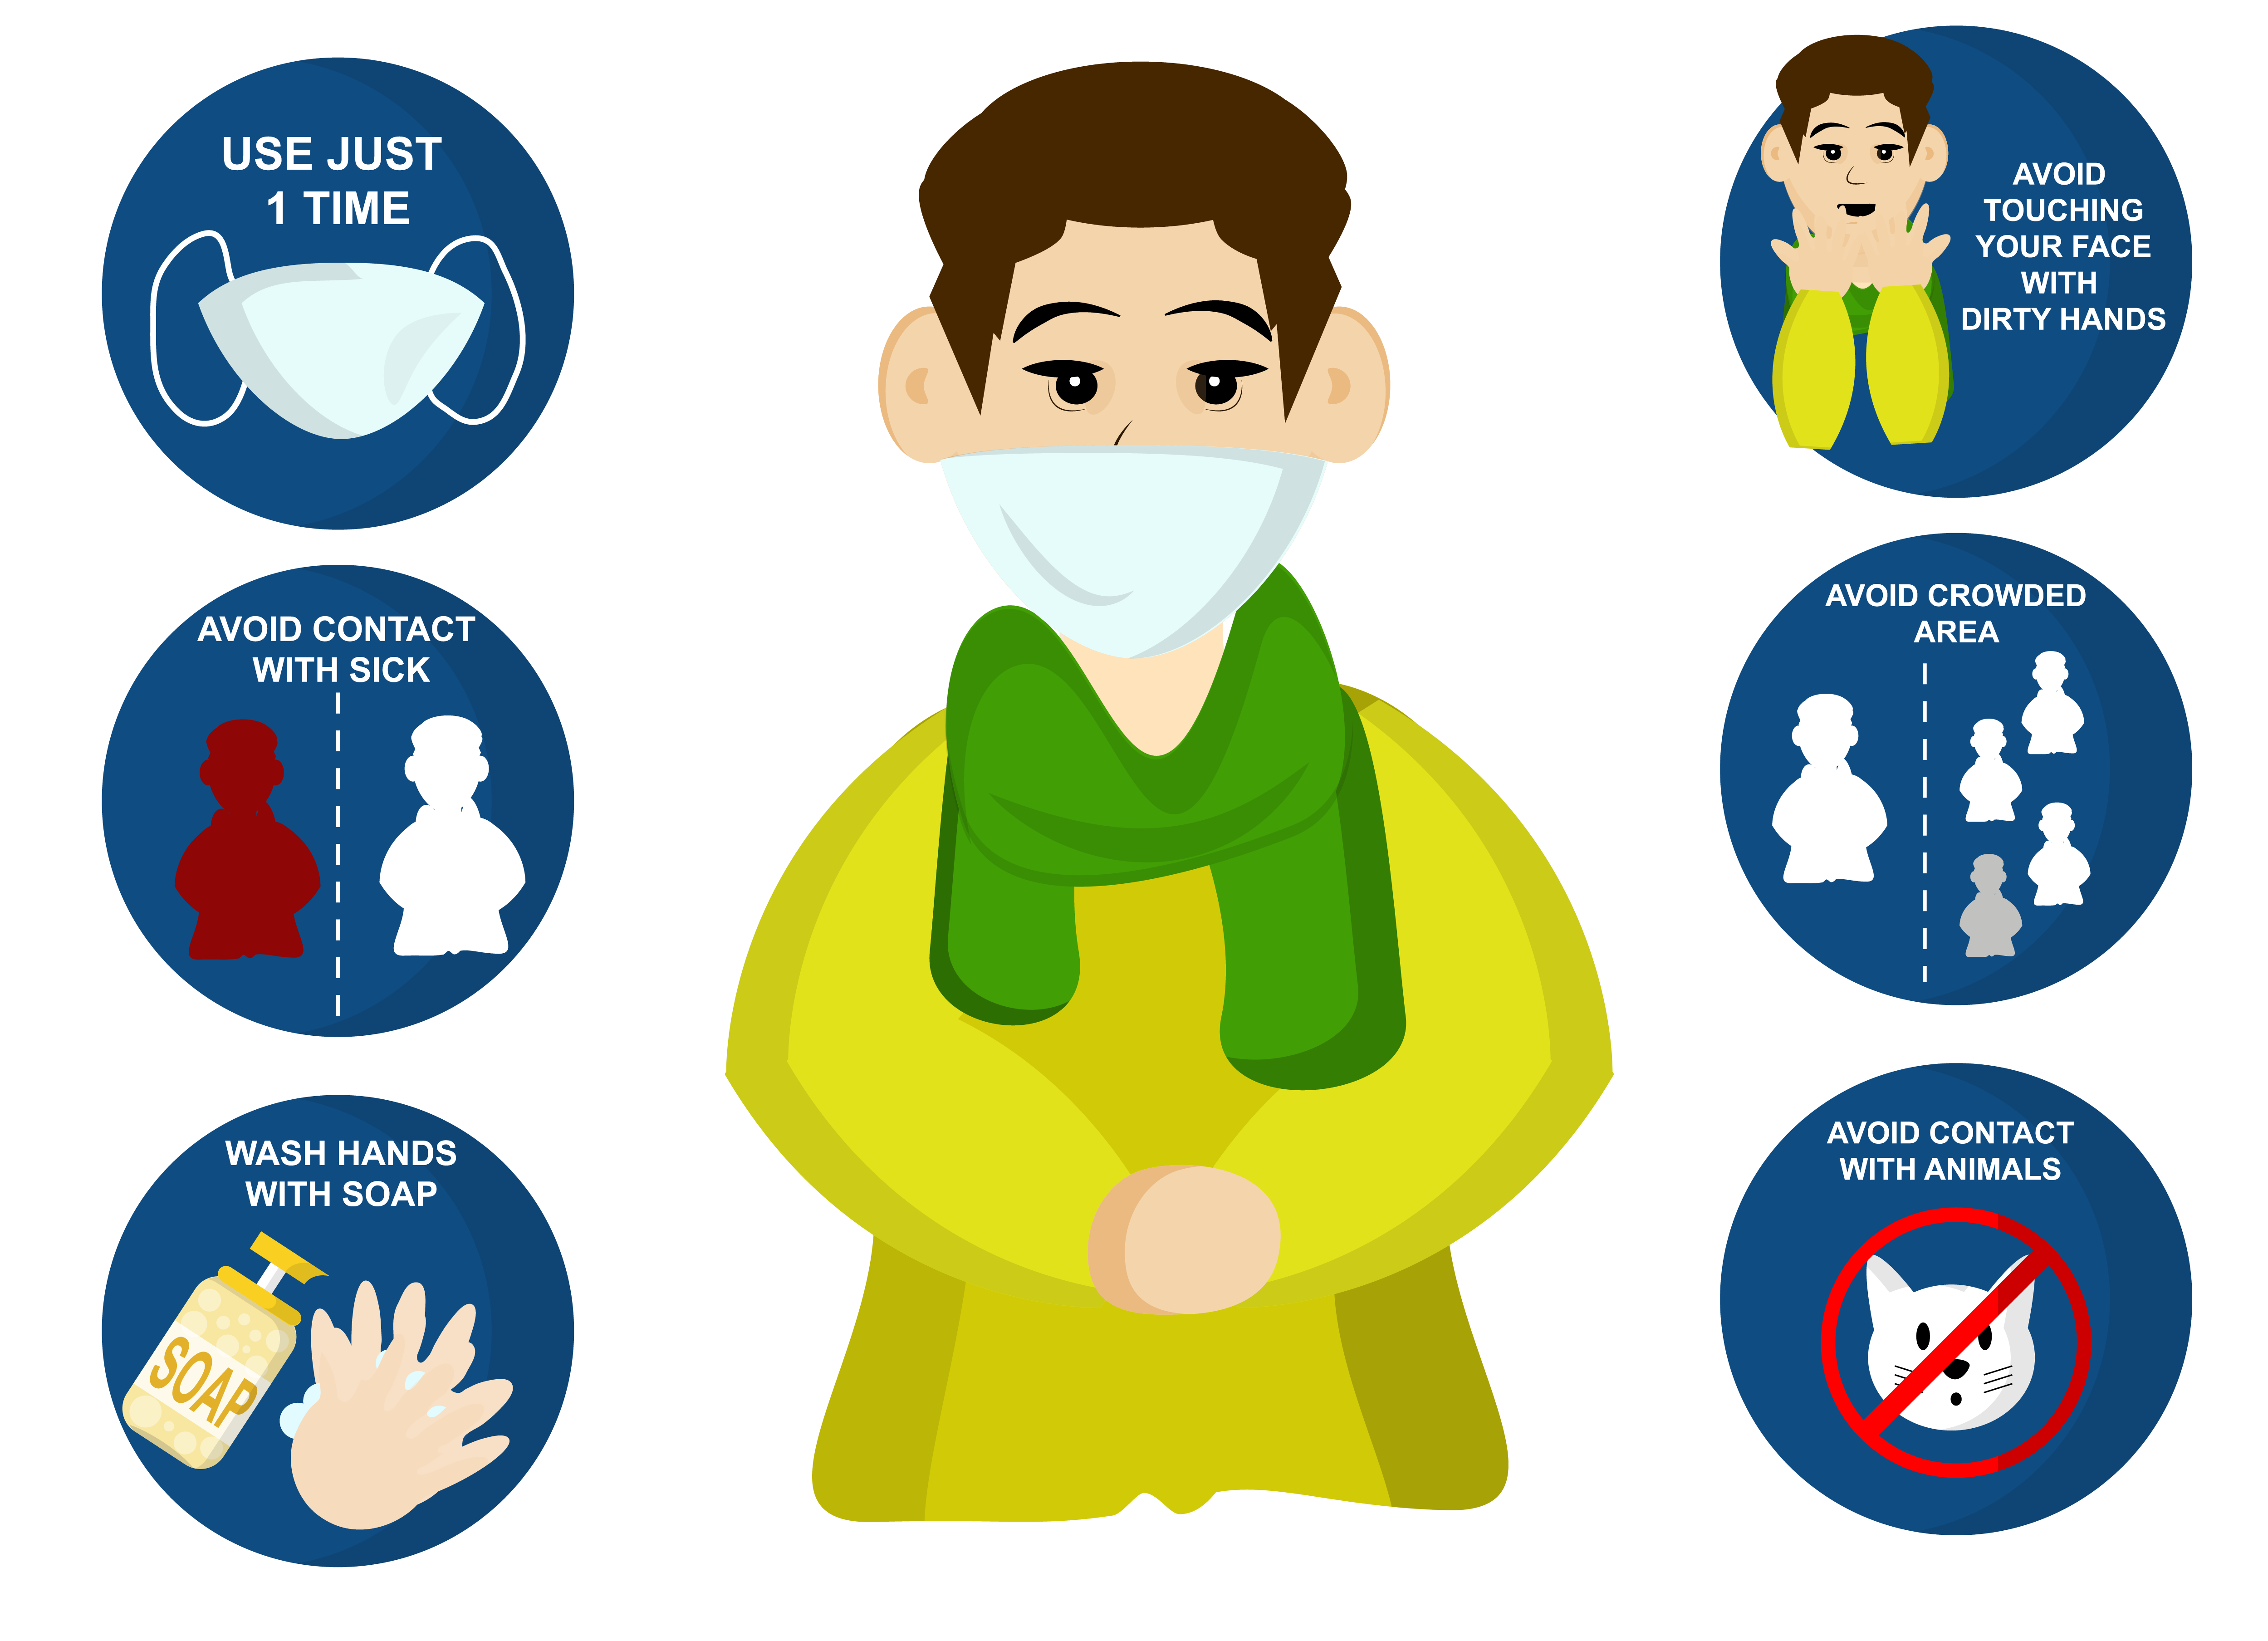 USE JUST
1 TIME
AVOID CONTACT
WITH SICK
WASH HANDS
WITH SOAP
SOAP
AVOID
TOUCHING
YOUR FACE
WITH
DIRTY HANDS
AVOID CROWDED
AREA
AVOID CONTACT
WITH ANIMALS